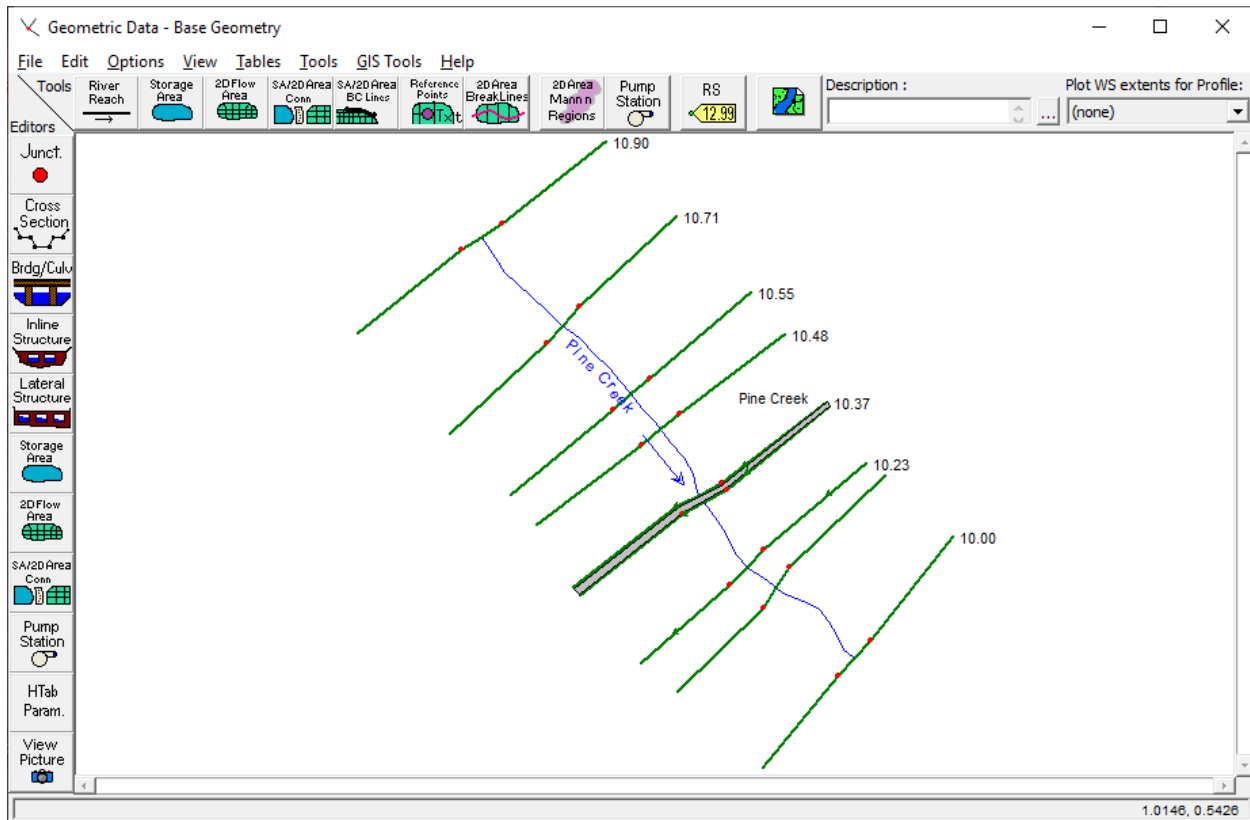 Geometric Data - Base Geometry
File Edit Options View Tables Tools GIS Tools Help
Tools
Editors
River
Reach
Storage
Area
2D Flow
Area
SA/2D Area
Conn
SA/2D Area
BC Lines
Reference
Points
Txt
2D Area
BreakLines
2D Area
Mann n
Regions
Pump
Station
RS
12.99
Description :
...
Plot WS extents for Profile:
(none)
Junct.
Cross
Section
Brdg/Culv
Inline
Structure
Lateral
Structure
Storage
Area
2D Flow
Area
SA/2D Area
Conn
Pump
Station
HTab
Param.
View
Picture
10.90
10.71
10.55
10.48
Pine Creek
Pine Creek
10.37
10.23
10.00
1.0146, 0.5426